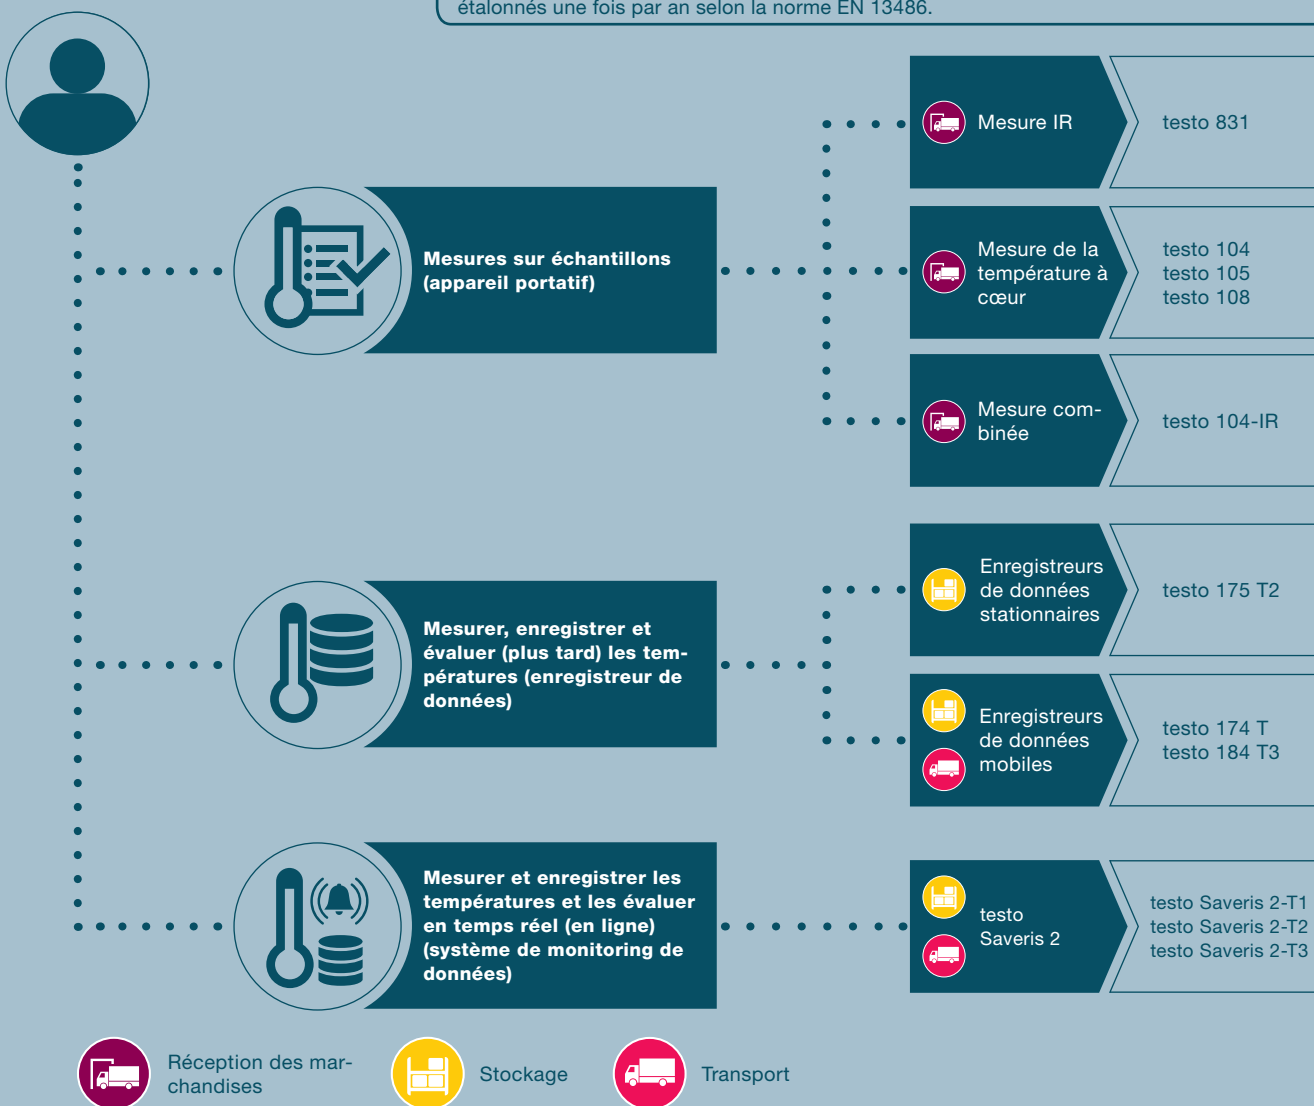 étalonnés une fois par an selon la norme EN 13486.
Mesure IR
testo 831
Mesures sur échantillons
(appareil portatif)
Mesure de la
température à
cœur
testo 104
testo 105
testo 108
Mesure com-
binée
testo 104-IR
Mesurer, enregistrer et
évaluer (plus tard) les tem-
pératures (enregistreur de
données)
Enregistreurs
de données
stationnaires
testo 175 T2
Enregistreurs
de données
mobiles
testo 174 T
testo 184 T3
Mesurer et enregistrer les
températures et les évaluer
en temps réel (en ligne)
(système de monitoring de
données)
testo
Saveris 2
testo Saveris 2-T1
testo Saveris 2-T2
testo Saveris 2-T3
Réception des mar-
chandises
Stockage
Transport